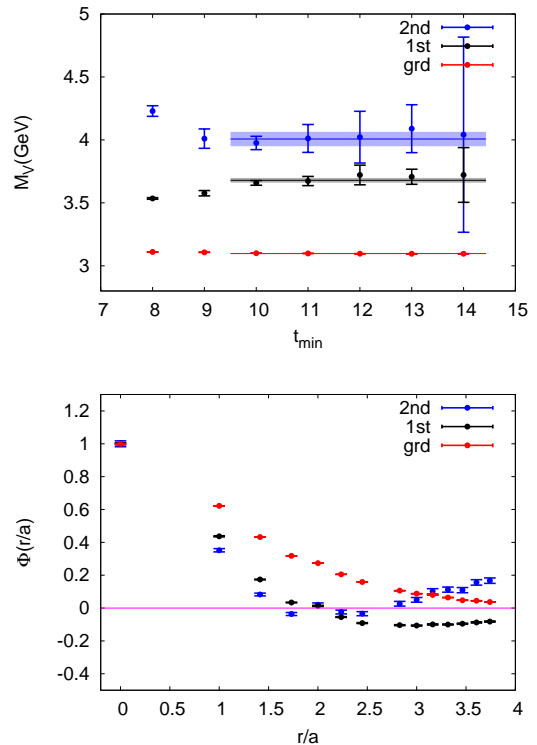 5
4.5
4
3.5
3
M_V(GeV)
7 8 9 10 11 12 13 14 15
t_min
2nd
1st
grd
1.2
1
0.8
0.6
0.4
0.2
0
-0.2
-0.4
Φ(r/a)
0 0.5 1 1.5 2 2.5 3 3.5 4
r/a
2nd
1st
grd